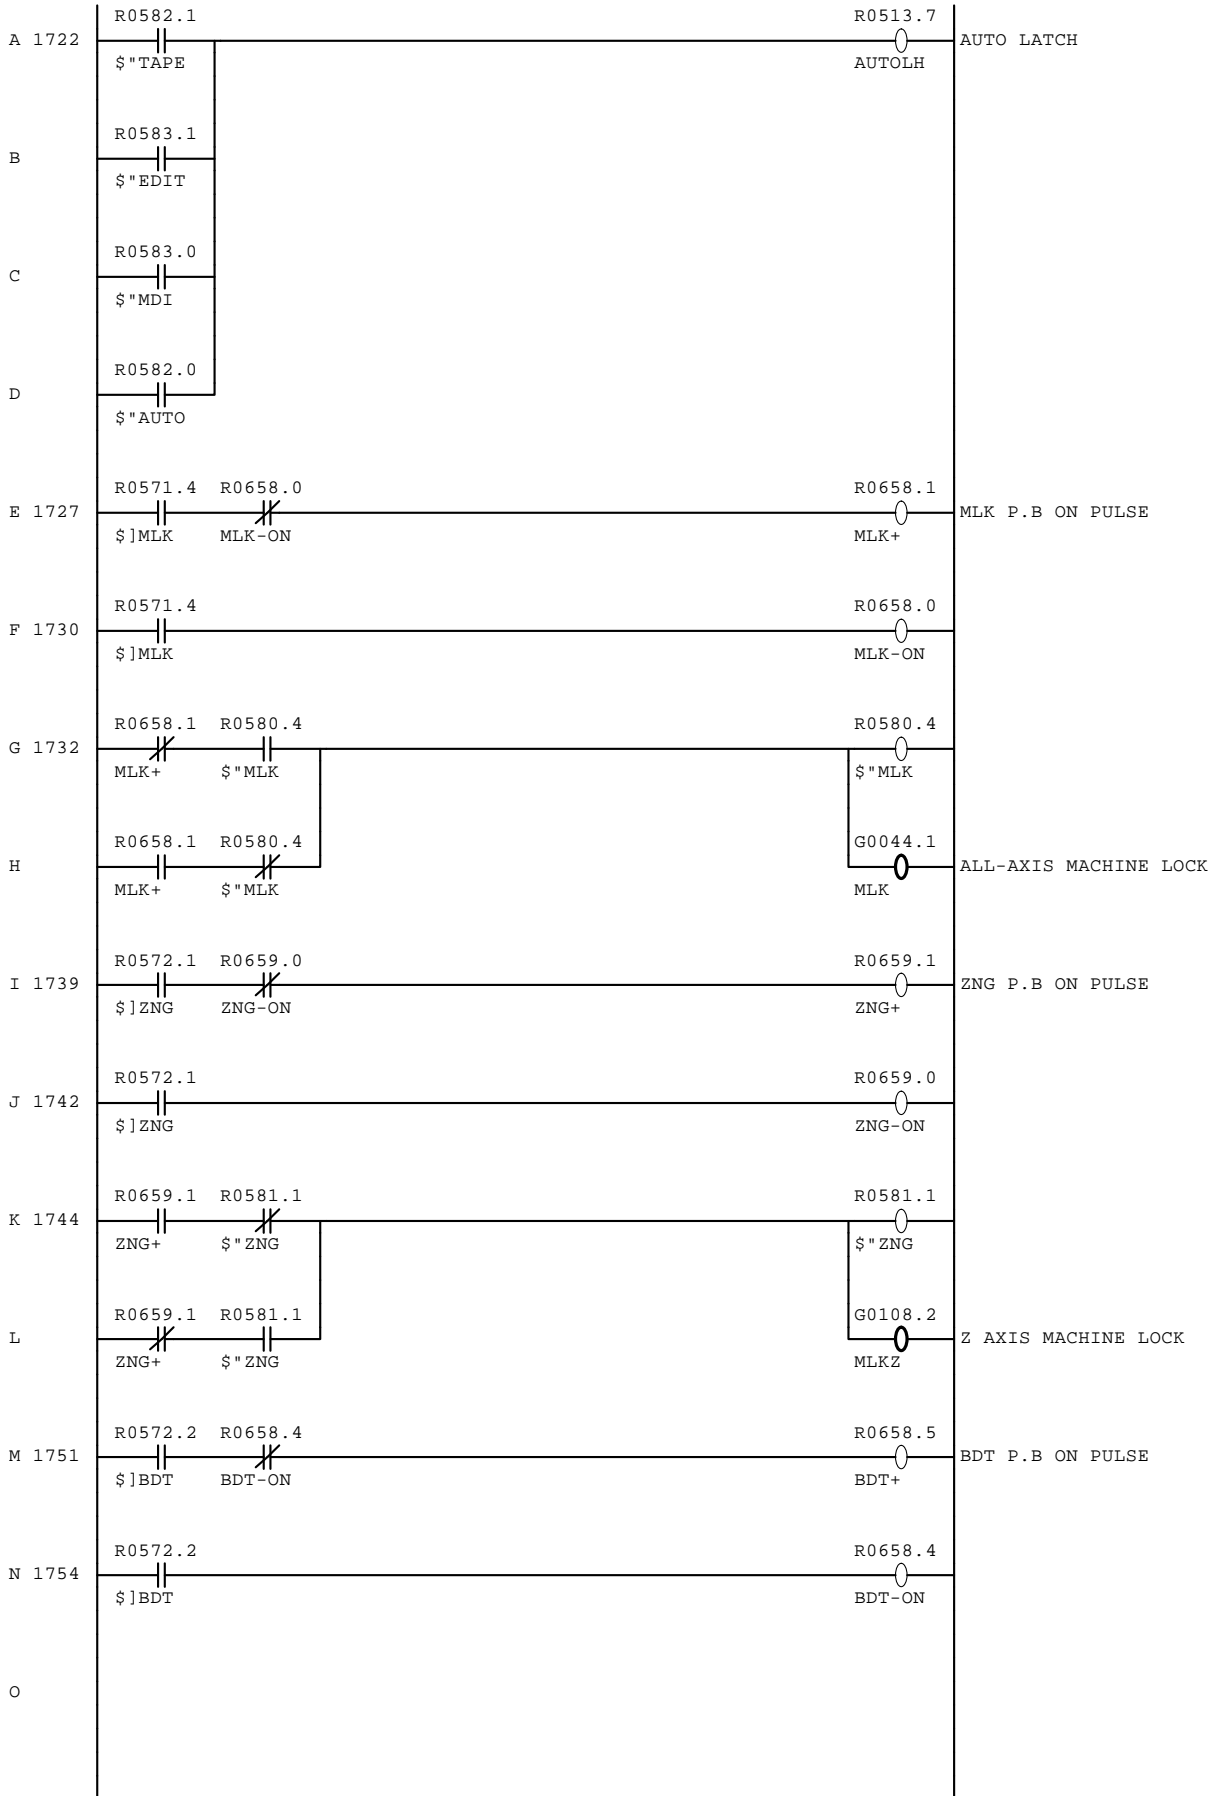 R0582.1 R0513.7
A 1722 AUTO LATCH
$"TAPE AUTOLH
R0583.1
B
$"EDIT
R0583.0
C
$"MDI
R0582.0
D
$"AUTO
R0571.4 R0658.0 R0658.1
E 1727 MLK P.B ON PULSE
$]MLK MLK-ON MLK+
R0571.4 R0658.0
F 1730
$]MLK MLK-ON
R0658.1 R0580.4 R0580.4
G 1732
MLK+ $"MLK $"MLK
R0658.1 R0580.4 G0044.1
H ALL-AXIS MACHINE LOCK
MLK+ $"MLK MLK
R0572.1 R0659.0 R0659.1
I 1739 ZNG P.B ON PULSE
$]ZNG ZNG-ON ZNG+
R0572.1 R0659.0
J 1742
$]ZNG ZNG-ON
R0659.1 R0581.1 R0581.1
K 1744
ZNG+ $"ZNG $"ZNG
R0659.1 R0581.1 G0108.2
L Z AXIS MACHINE LOCK
ZNG+ $"ZNG MLKZ
R0572.2 R0658.4 R0658.5
M 1751 BDT P.B ON PULSE
$]BDT BDT-ON BDT+
R0572.2 R0658.4
N 1754
$]BDT BDT-ON
O